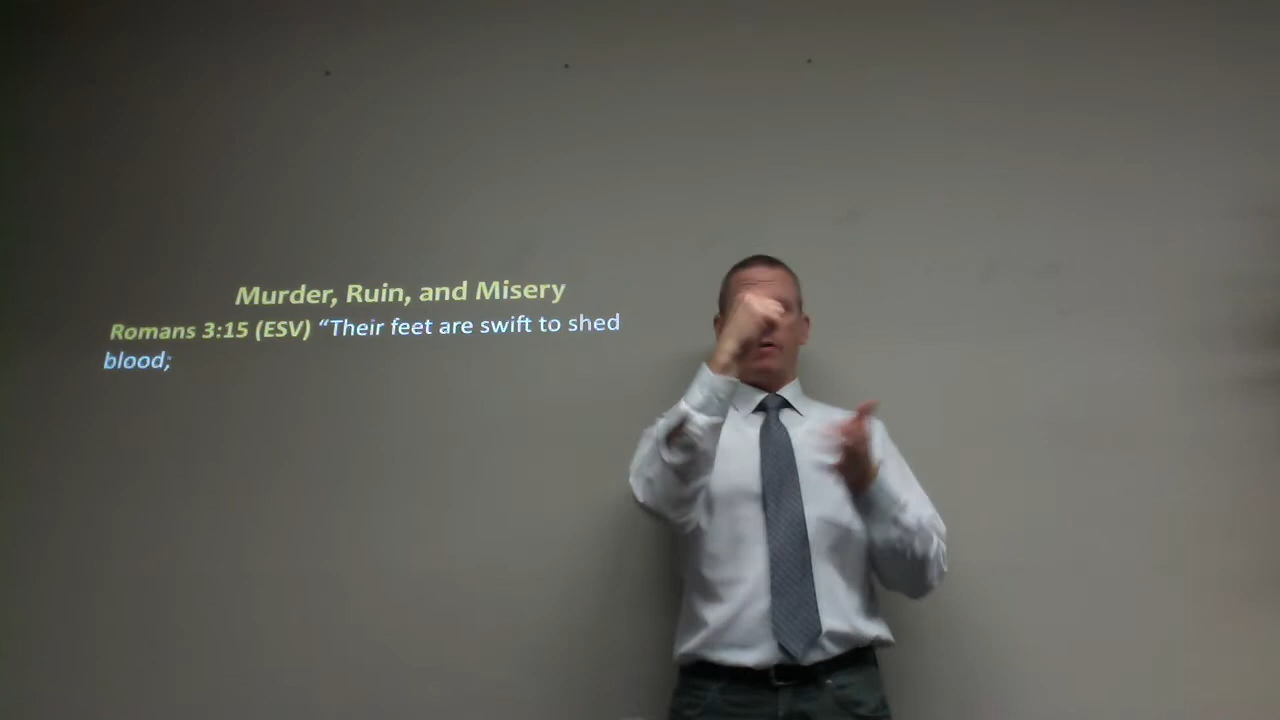 Murder, Ruin, and Misery
Romans 3:15 (ESV) “Their feet are swift to shed
blood;